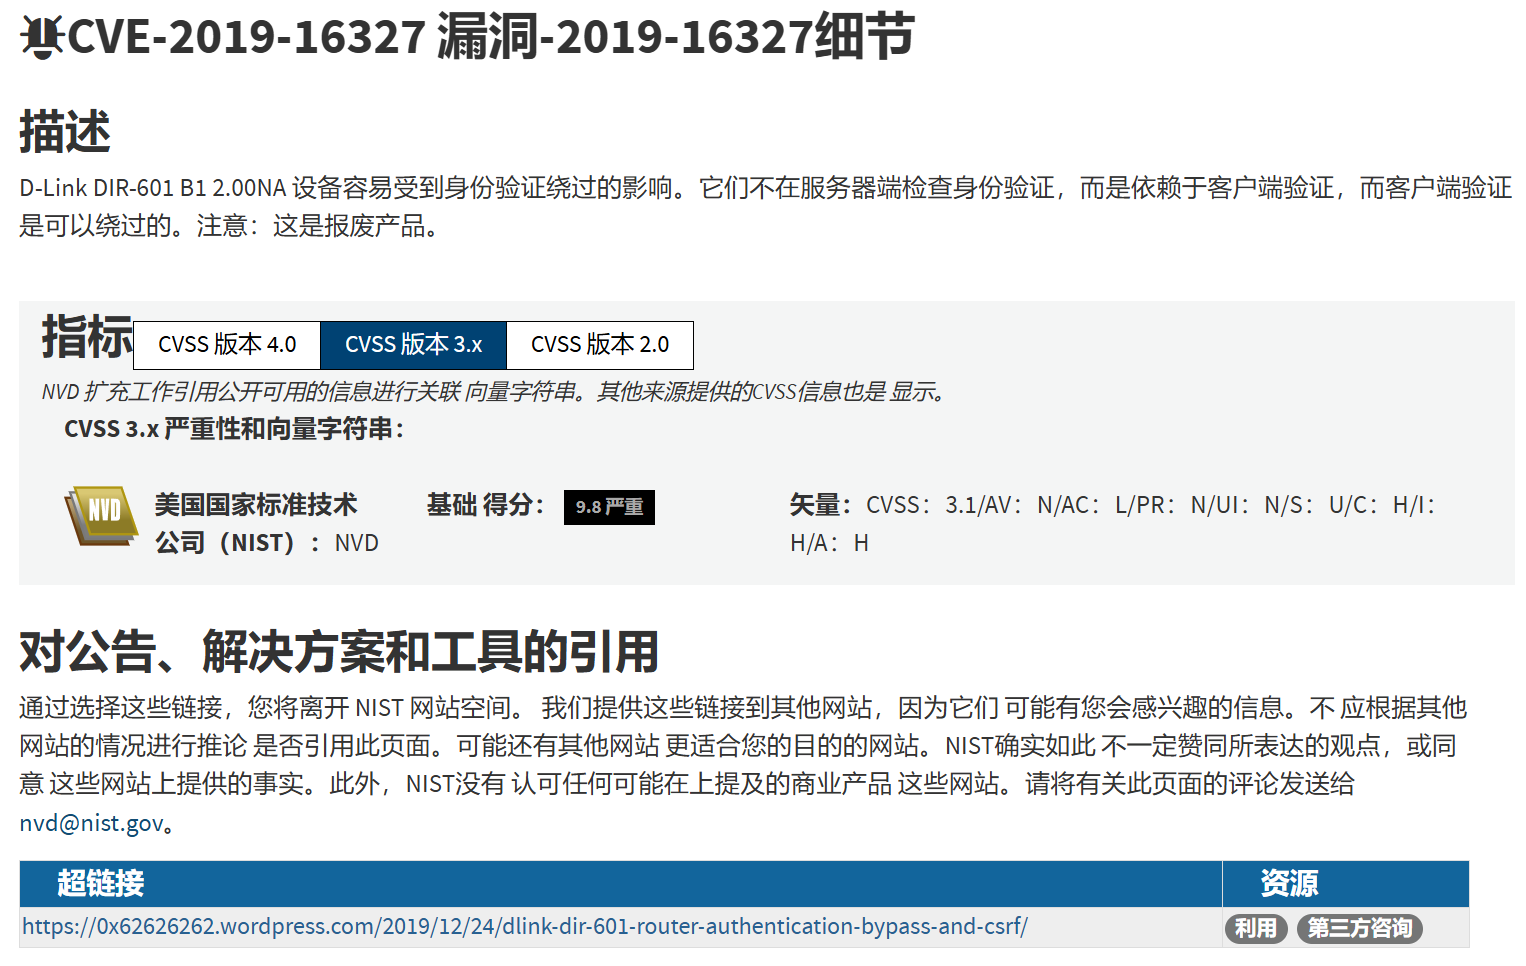 CVE-2019-16327 漏洞-2019-16327细节
描述
D-Link DIR-601 B1 2.00NA 设备容易受到身份验证绕过的影响。它们不在服务器端检查身份验证，而是依赖于客户端验证，而客户端验证
是可以绕过的。注意：这是报废产品。
指标 CVSS 版本 4.0 CVSS 版本 3.x CVSS 版本 2.0
NVD 扩充工作引用公开可用的信息进行关联 向量字符串。其他来源提供的CVSS信息也是 显示。
CVSS 3.x 严重性和向量字符串：
NVD 美国国家标准技术 基础 得分： 9.8 严重 矢量：CVSS：3.1/AV：N/AC：L/PR：N/UI：N/S：U/C：H/I：
公司（NIST）：NVD H/A：H
对公告、解决方案和工具的引用
通过选择这些链接，您将离开 NIST 网站空间。 我们提供这些链接到其他网站，因为它们 可能有您会感兴趣的信息。不 应根据其他
网站的情况进行推论 是否引用此页面。可能还有其他网站 更适合您的目的的网站。NIST确实如此 不一定赞同所表达的观点，或同
意 这些网站上提供的事实。此外，NIST没有 认可任何可能在上提及的商业产品 这些网站。请将有关此页面的评论发送给
nvd@nist.gov。
超链接 资源
https://0x62626262.wordpress.com/2019/12/24/dlink-dir-601-router-authentication-bypass-and-csrf/ 利用 第三方咨询